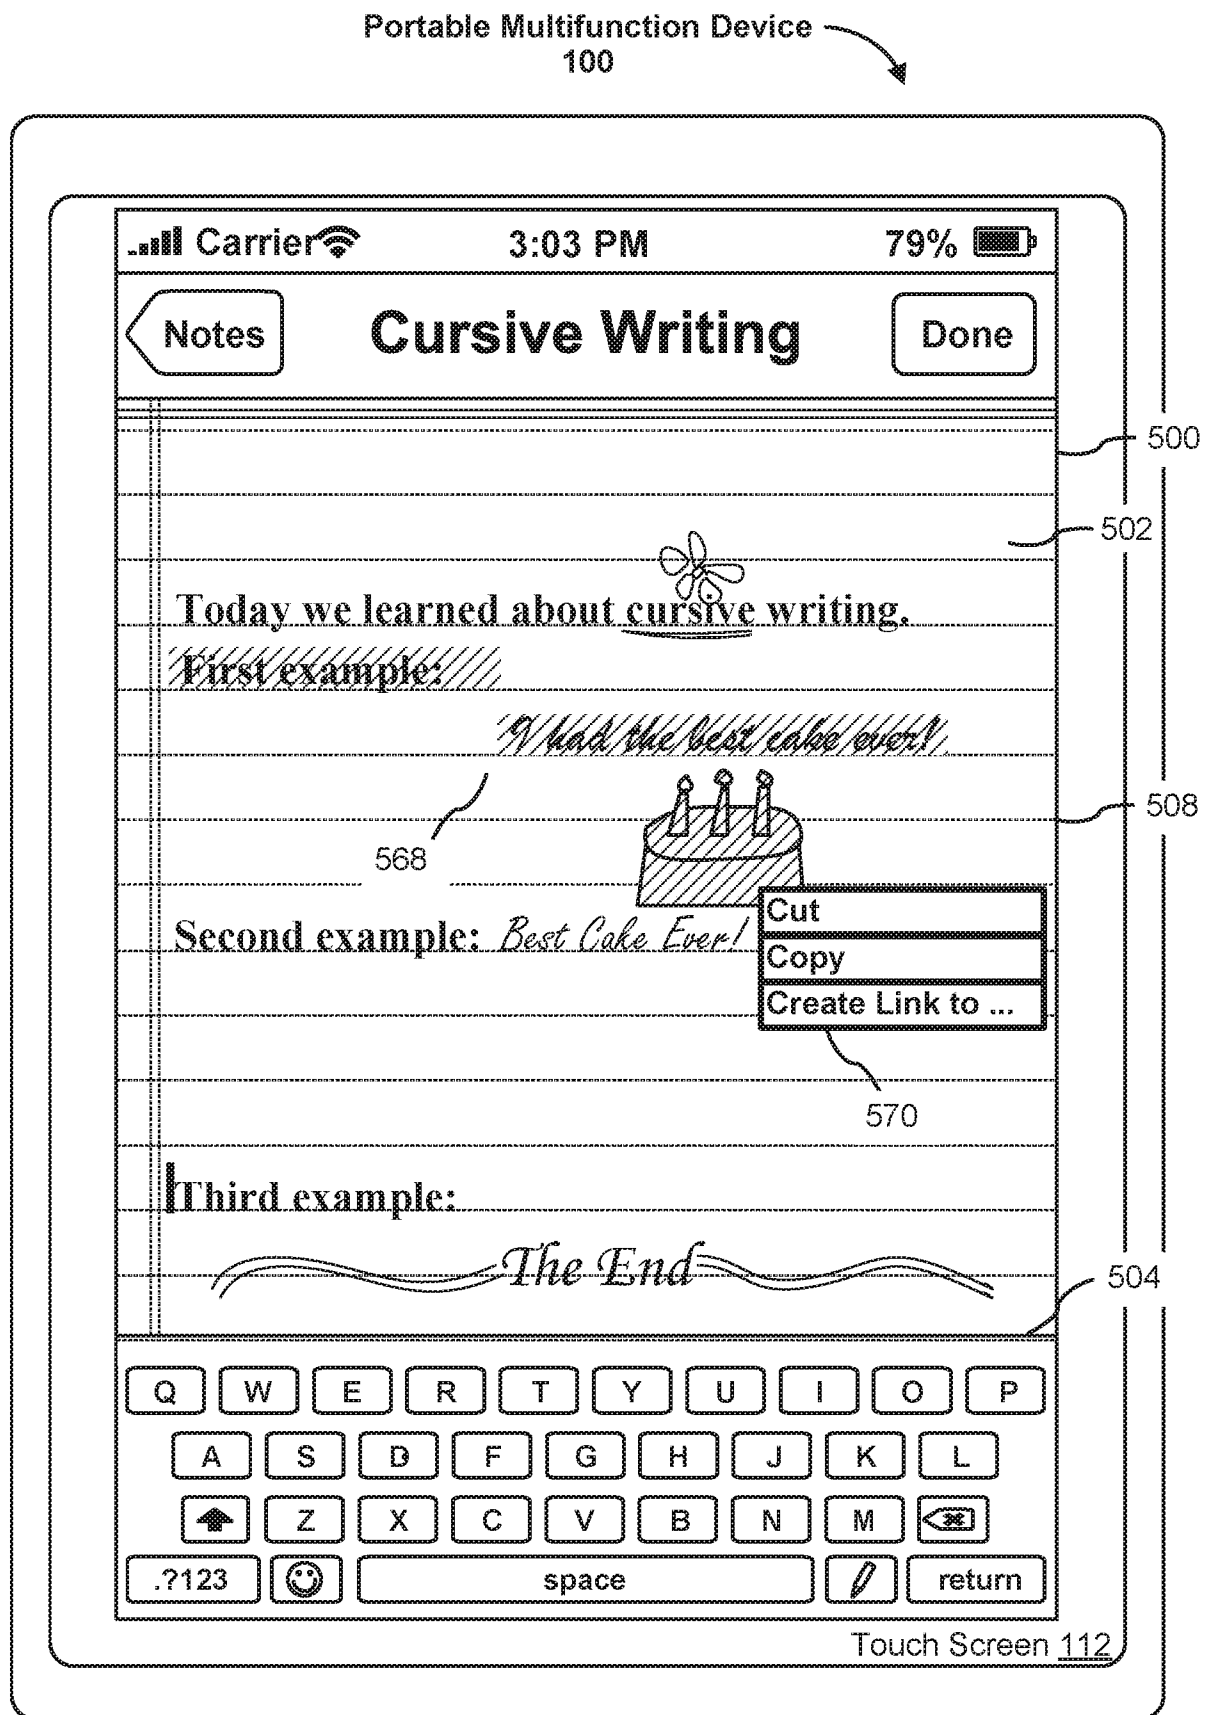 Portable Multifunction Device
100
Carrier 3:03 PM 79%
Notes Cursive Writing Done
500
502
Today we learned about cursive writing.
First example:
I had the best cake ever!
508
568
Cut
Second example: Best Cake Ever!
Copy
Create Link to ...
570
Third example:
The End
504
Q W E R T Y U I O P
A S D F G H J K L
Z X C V B N M
.?123 space return
Touch Screen 112